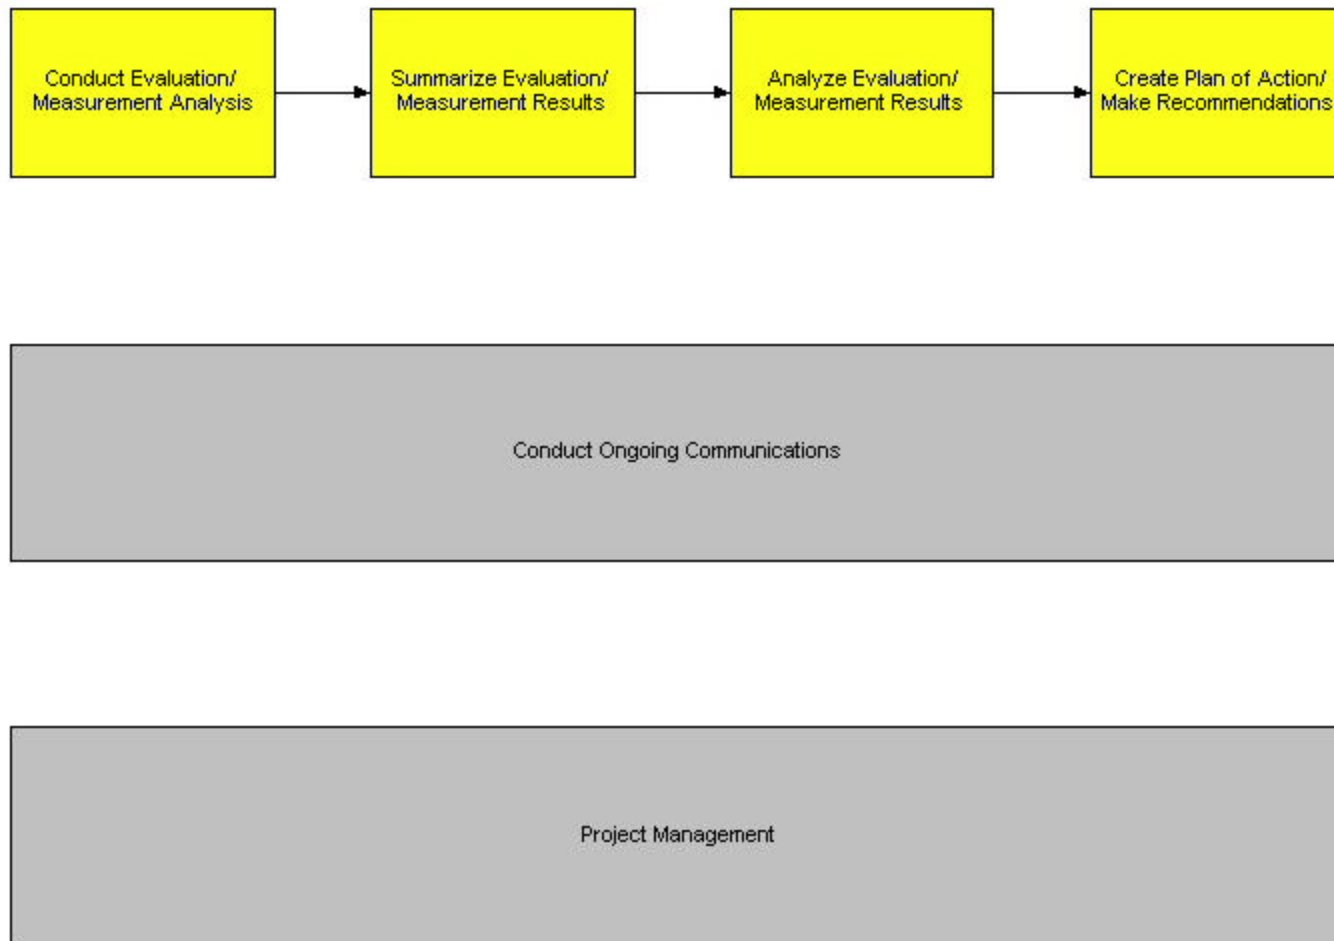 Conduct Evaluation/
Measurement Analysis
Summarize Evaluation/
Measurement Results
Analyze Evaluation/
Measurement Results
Create Plan of Action/
Make Recommendations
Conduct Ongoing Communications
Project Management